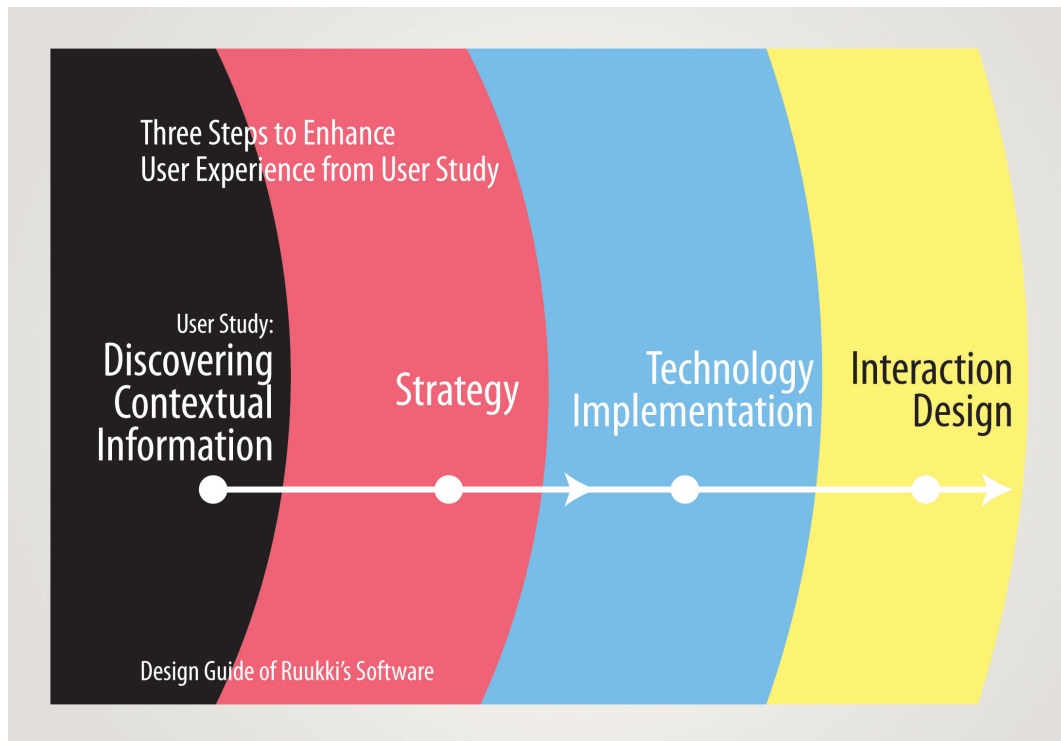 Three Steps to Enhance
User Experience from User Study
User Study:
Discovering
Contextual
Information
Strategy
Technology
Implementation
Interaction
Design
Design Guide of Ruukki's Software